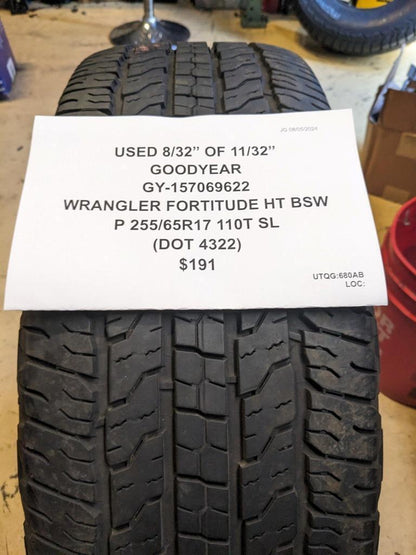 JG 08/05/2024
USED 8/32” OF 11/32”
GOODYEAR
GY-157069622
WRANGLER FORTITUDE HT BSW
P 255/65R17 110T SL
(DOT 4322)
$191
UTQG:680AB
LOC: